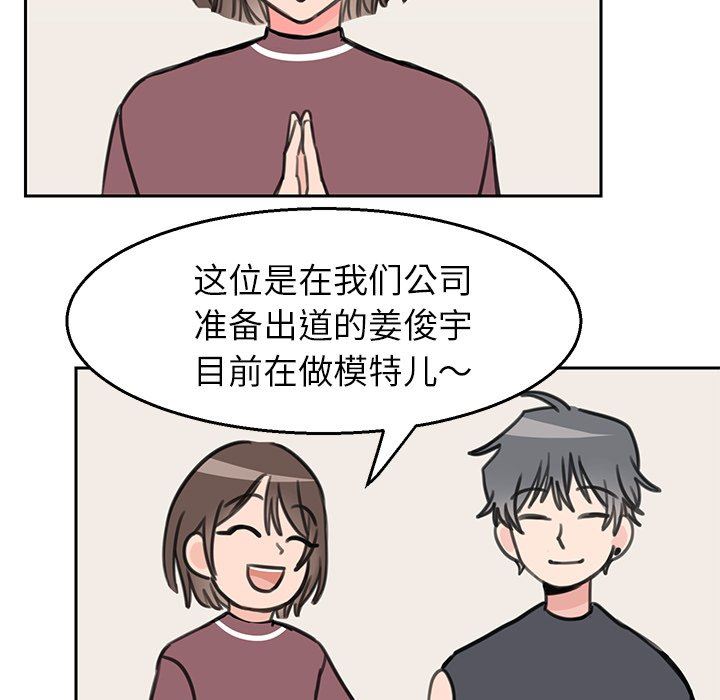 这位是在我们公司
准备出道的姜俊宇
目前在做模特儿～